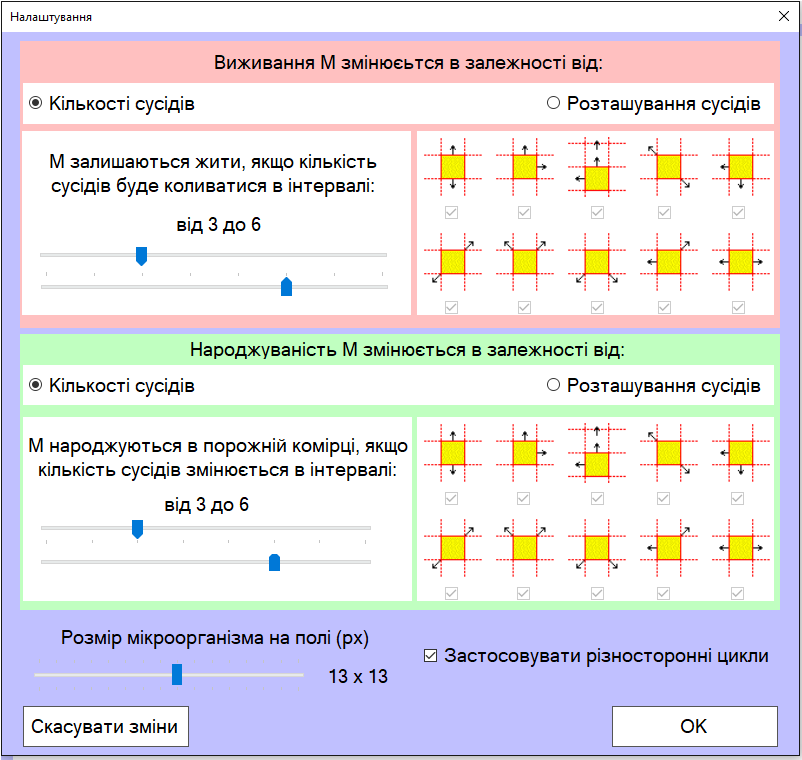 Налаштування
Виживання М змінюєьтся в залежності від:
Кількості сусідів
Розташування сусідів
М залишаються жити, якщо кількість
сусідів буде коливатися в інтервалі:
від 3 до 6
Народжуваність М змінюється в залежності від:
Кількості сусідів
Розташування сусідів
М народжуються в порожній комірці, якщо
кількість сусідів змінюється в інтервалі:
від 3 до 6
Розмір мікроорганізма на полі (px)
13 x 13
Застосовувати різносторонні цикли
Скасувати зміни
OK